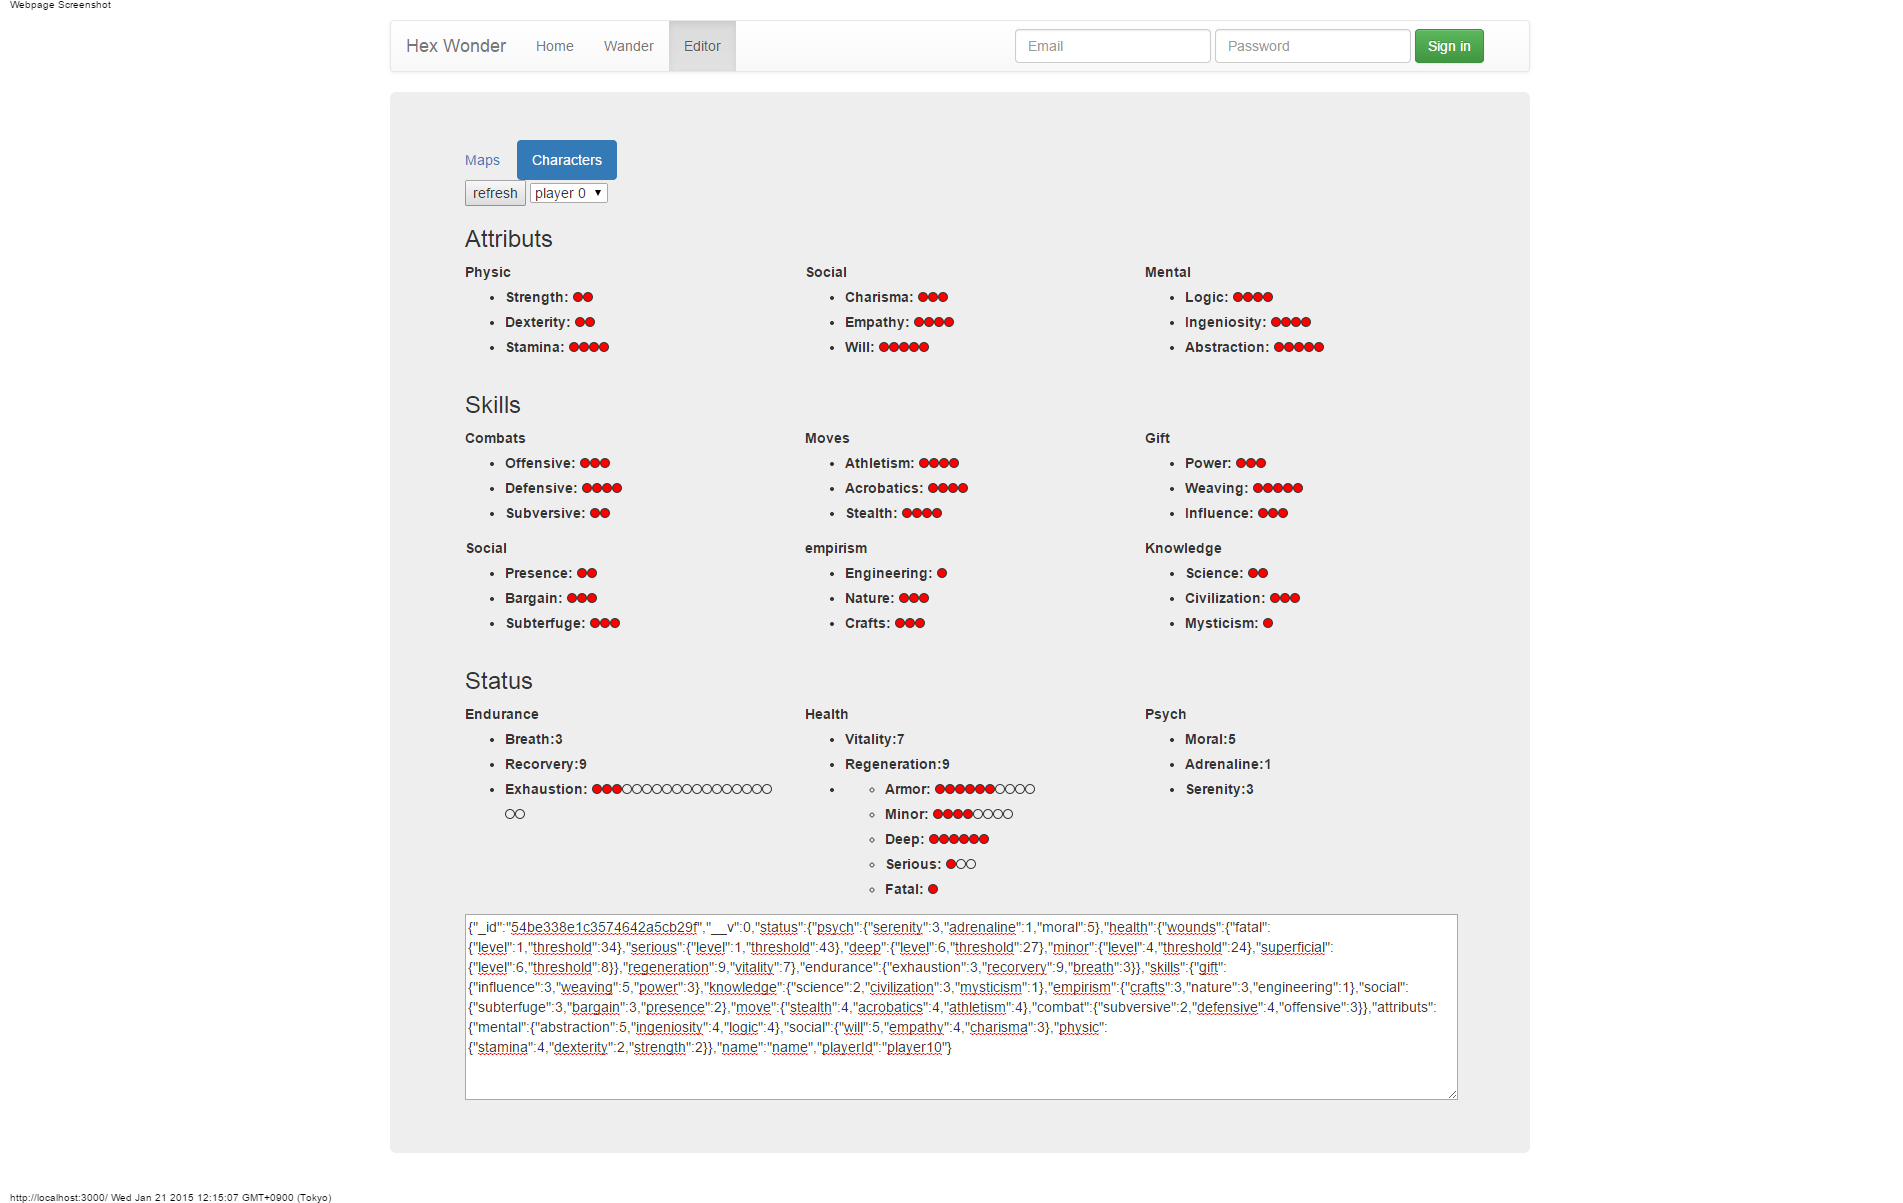 Webpage Screenshot
Hex Wonder Home Wander Editor Email Password Sign in
Maps Characters
refresh player 0
Attributs
Physic Social Mental
Strength: Charisma: Logic:
Dexterity: Empathy: Ingeniosity:
Stamina: Will: Abstraction:
Skills
Combats Moves Gift
Offensive: Athletism: Power:
Defensive: Acrobatics: Weaving:
Subversive: Stealth: Influence:
Social empirism Knowledge
Presence: Engineering: Science:
Bargain: Nature: Civilization:
Subterfuge: Crafts: Mysticism:
Status
Endurance Health Psych
Breath:3 Vitality:7 Moral:5
Recorvery:9 Regeneration:9 Adrenaline:1
Exhaustion: Armor: Serenity:3
Minor:
Deep:
Serious:
Fatal:
{"_id":"54be338e1c3574642a5cb29f","__v":0,"status":{"psych":{"serenity":3,"adrenaline":1,"moral":5},"health":{"wounds":{"fatal":
{"level":1,"threshold":34},"serious":{"level":1,"threshold":43},"deep":{"level":6,"threshold":27},"minor":{"level":4,"threshold":24},"superficial":
{"level":6,"threshold":8}},"regeneration":9,"vitality":7},"endurance":{"exhaustion":3,"recorvery":9,"breath":3}},"skills":{"gift":
{"influence":3,"weaving":5,"power":3},"knowledge":{"science":2,"civilization":3,"mysticism":1},"empirism":{"crafts":3,"nature":3,"engineering":1},"social":
{"subterfuge":3,"bargain":3,"presence":2},"move":{"stealth":4,"acrobatics":4,"athletism":4},"combat":{"subversive":2,"defensive":4,"offensive":3}},"attributs":
{"mental":{"abstraction":5,"ingeniosity":4,"logic":4},"social":{"will":5,"empathy":4,"charisma":3},"physic":
{"stamina":4,"dexterity":2,"strength":2}},"name":"name","playerId":"player10"}
http://localhost:3000/ Wed Jan 21 2015 12:15:07 GMT+0900 (Tokyo)